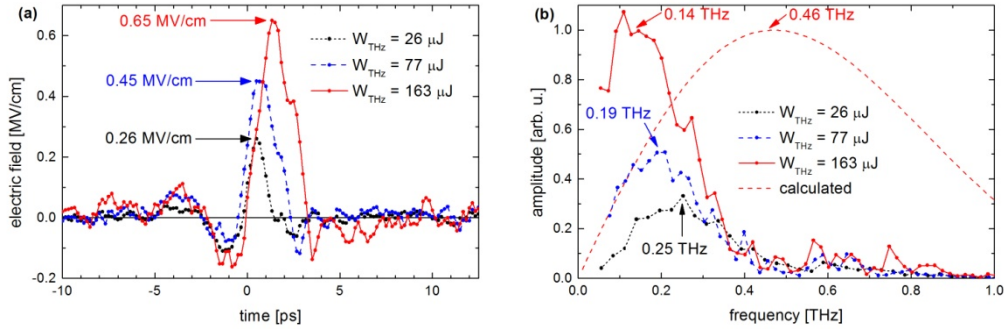 (a)
0.65 MV/cm
0.45 MV/cm
0.26 MV/cm
W_THz = 26 μJ
W_THz = 77 μJ
W_THz = 163 μJ
electric field [MV/cm]
0.6
0.4
0.2
0.0
-0.2
-10
-5
0
5
10
time [ps]
(b)
0.14 THz
0.46 THz
0.19 THz
0.25 THz
W_THz = 26 μJ
W_THz = 77 μJ
W_THz = 163 μJ
calculated
amplitude [arb. u.]
1.0
0.8
0.6
0.4
0.2
0.0
0.0
0.2
0.4
0.6
0.8
1.0
frequency [THz]